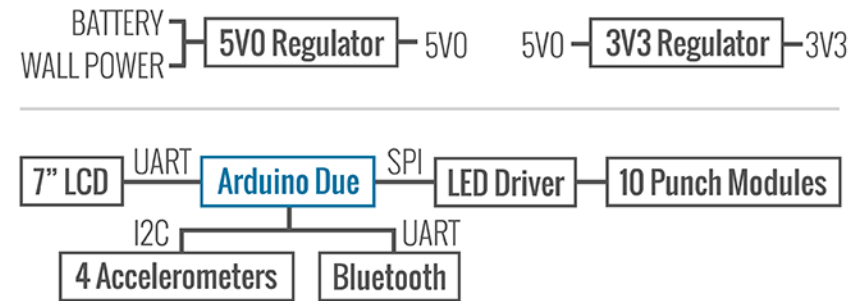 BATTERY
WALL POWER
5V0 Regulator
5V0
5V0
3V3 Regulator
3V3
7” LCD
UART
Arduino Due
SPI
LED Driver
10 Punch Modules
I2C
UART
4 Accelerometers
Bluetooth